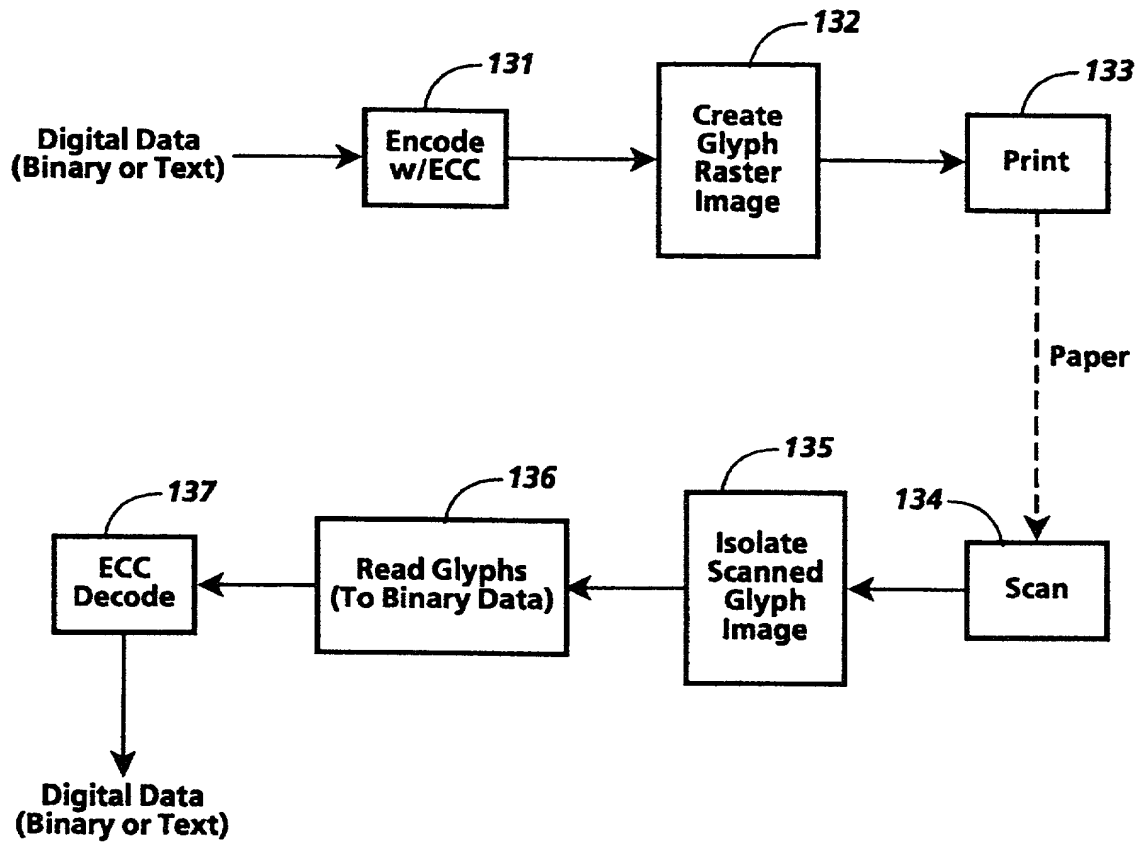 131
132
133
Digital Data
(Binary or Text)
Encode
w/ECC
Create
Glyph
Raster
Image
Print
Paper
137
136
135
134
ECC
Decode
Read Glyphs
(To Binary Data)
Isolate
Scanned
Glyph
Image
Scan
Digital Data
(Binary or Text)